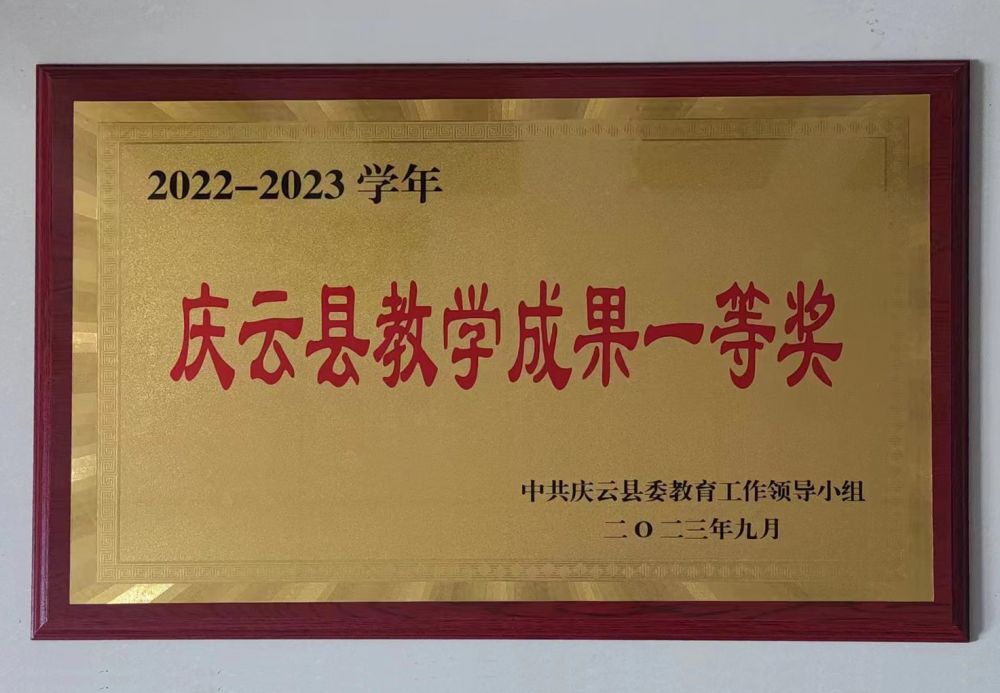 2022-2023 学年
庆云县教学成果一等奖
中共庆云县委教育工作领导小组
二〇二三年九月